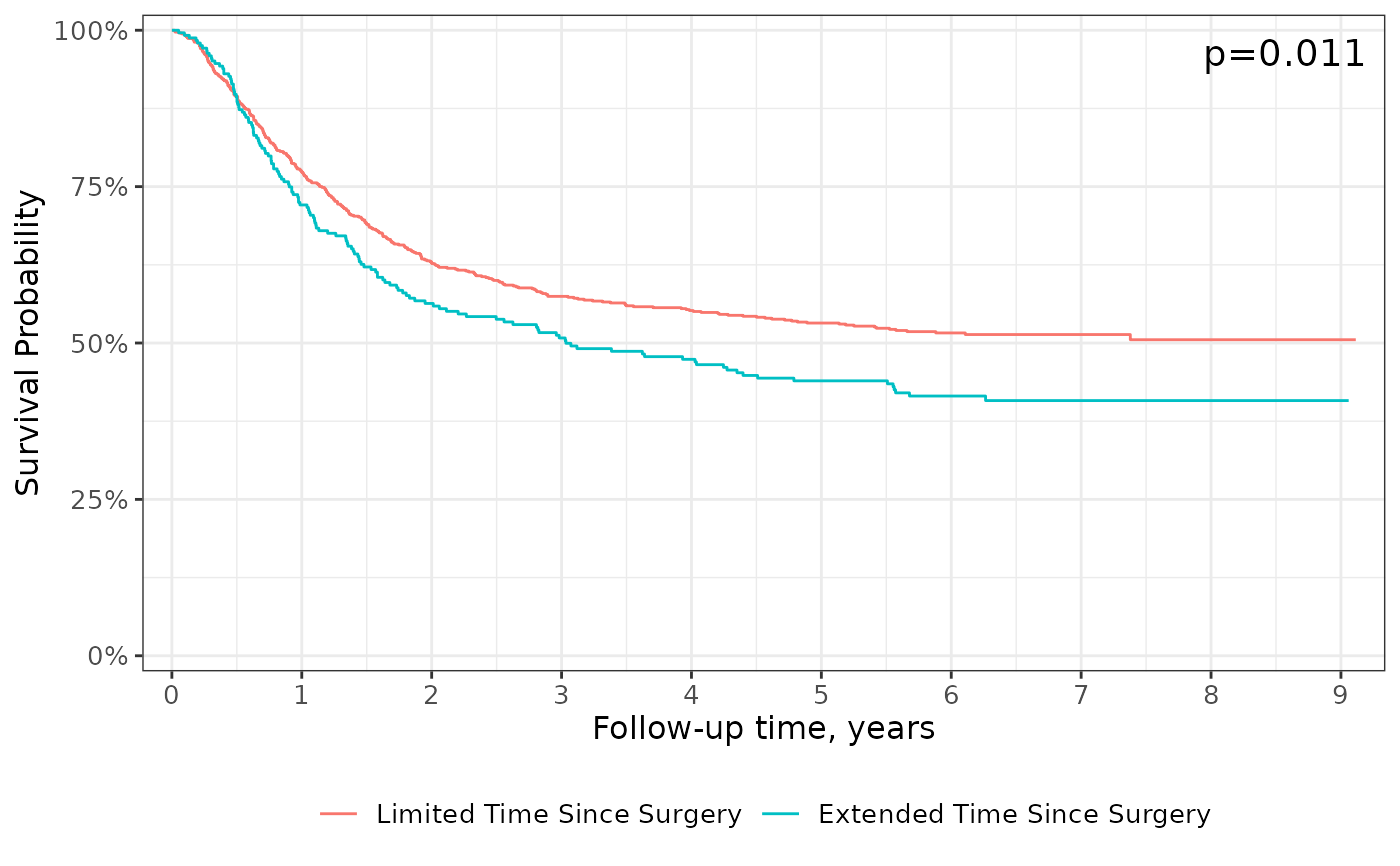 100%
p=0.011
75%
50%
25%
0%
Survival Probability
0 1 2 3 4 5 6 7 8 9
Follow-up time, years
Limited Time Since Surgery Extended Time Since Surgery